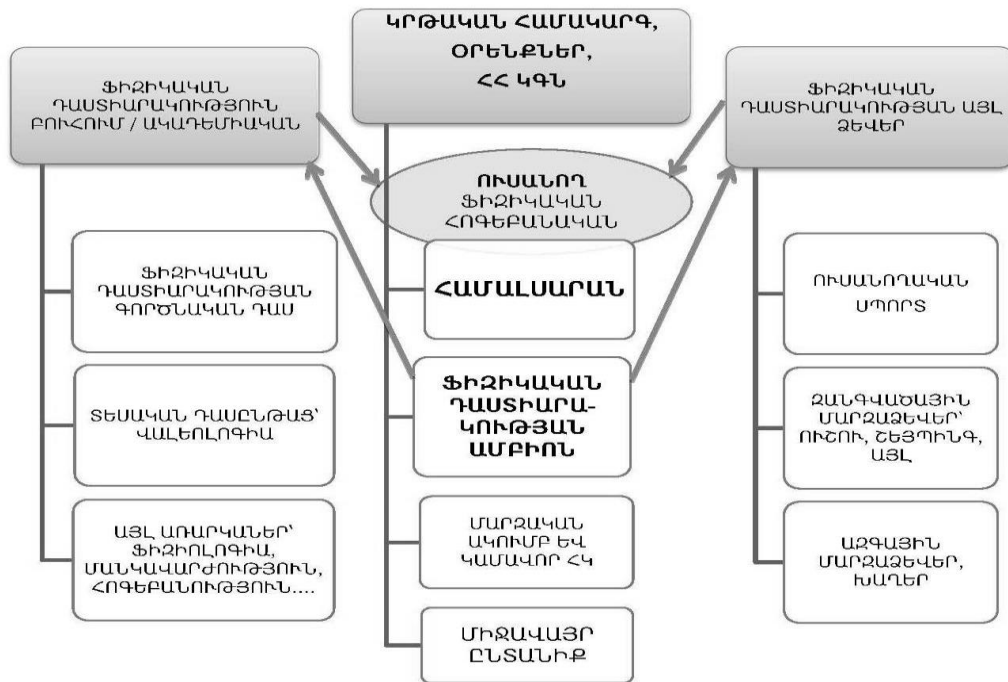 ԿՐԹԱԿԱՆ ՀԱՄԱԿԱՐԳ,
ՕՐԵՆՔՆԵՐ,
ՀՀ ԿԳՆ
ՖԻԶԻԿԱԿԱՆ
ԴԱՍՏԻԱՐԱԿՈՒԹՅՈՒՆ
ԲՈՒՀՈՒՄ / ԱԿԱԴԵՄԻԱԿԱՆ
ՖԻԶԻԿԱԿԱՆ
ԴԱՍՏԻԱՐԱԿՈՒԹՅԱՆ ԱՅԼ
ՁԵՎԵՐ
ՈՒՍԱՆՈՂ
ՖԻԶԻԿԱԿԱՆ
ՀՈԳԵԲԱՆԱԿԱՆ
ՖԻԶԻԿԱԿԱՆ
ԴԱՍՏԻԱՐԱԿՈՒԹՅԱՆ
ԳՈՐԾՆԱԿԱՆ ԴԱՍ
ՏԵՍԱԿԱՆ ԴԱՍԸՆԹԱՑ՝
ՎԱԼԵՈԼՈԳԻԱ
ԱՅԼ ԱՌԱՐԿԱՆԵՐ՝
ՖԻԶԻՈԼՈԳԻԱ,
ՄԱՆԿԱՎԱՐԺՈՒԹՅՈՒՆ,
ՀՈԳԵԲԱՆՈՒԹՅՈՒՆ....
ՀԱՄԱԼՍԱՐԱՆ
ՖԻԶԻԿԱԿԱՆ
ԴԱՍՏԻԱՐԱ-
ԿՈՒԹՅԱՆ
ԱՄԲԻՈՆ
ՄԱՐԶԱԿԱՆ
ԱԿՈՒՄԲ ԵՎ
ԿԱՄԱՎՈՐ ՀԿ
ՄԻՋԱՎԱՅՐ
ԸՆՏԱՆԻՔ
ՈՒՍԱՆՈՂԱԿԱՆ
ՍՊՈՐՏ
ԶԱՆԳՎԱԾԱՅԻՆ
ՄԱՐԶԱՁԵՎԵՐ՝
ՈՒՇՈՒ, ՇԵՅՊԻՆԳ,
ԱՅԼ
ԱԶԳԱՅԻՆ
ՄԱՐԶԱՁԵՎԵՐ,
ԽԱՂԵՐ